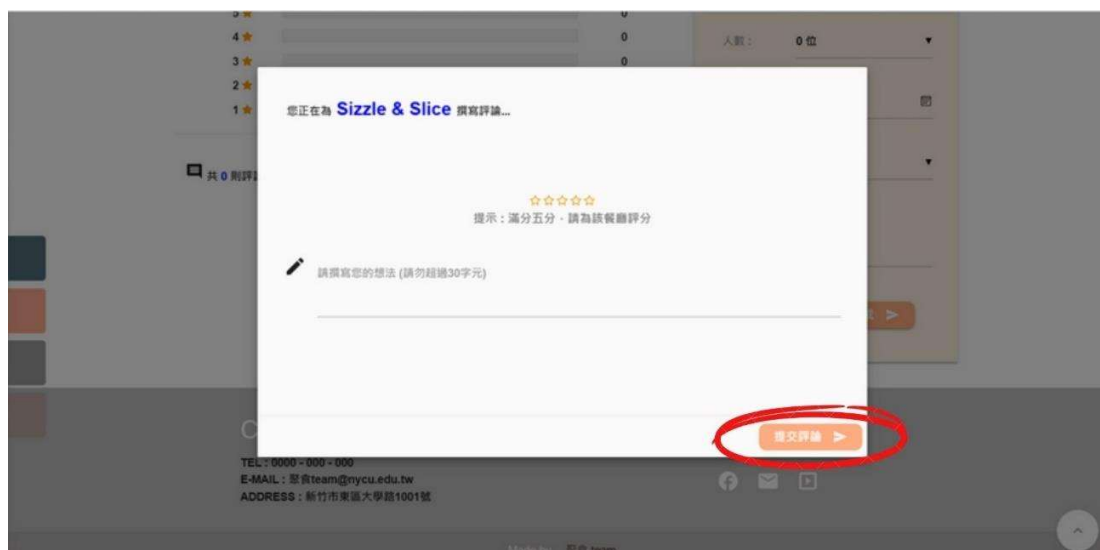 5
0
4
0
3
0
2
1
人數： 0 位
您正在為 Sizzle & Slice 撰寫評論...
共 0 則評論
提示：滿分五分，請為該餐廳評分
請撰寫您的想法 (請勿超過30字元)
提交評論
C
TEL : 0000 - 000 - 000
E-MAIL : 聚食team@nycu.edu.tw
ADDRESS : 新竹市東區大學路1001號